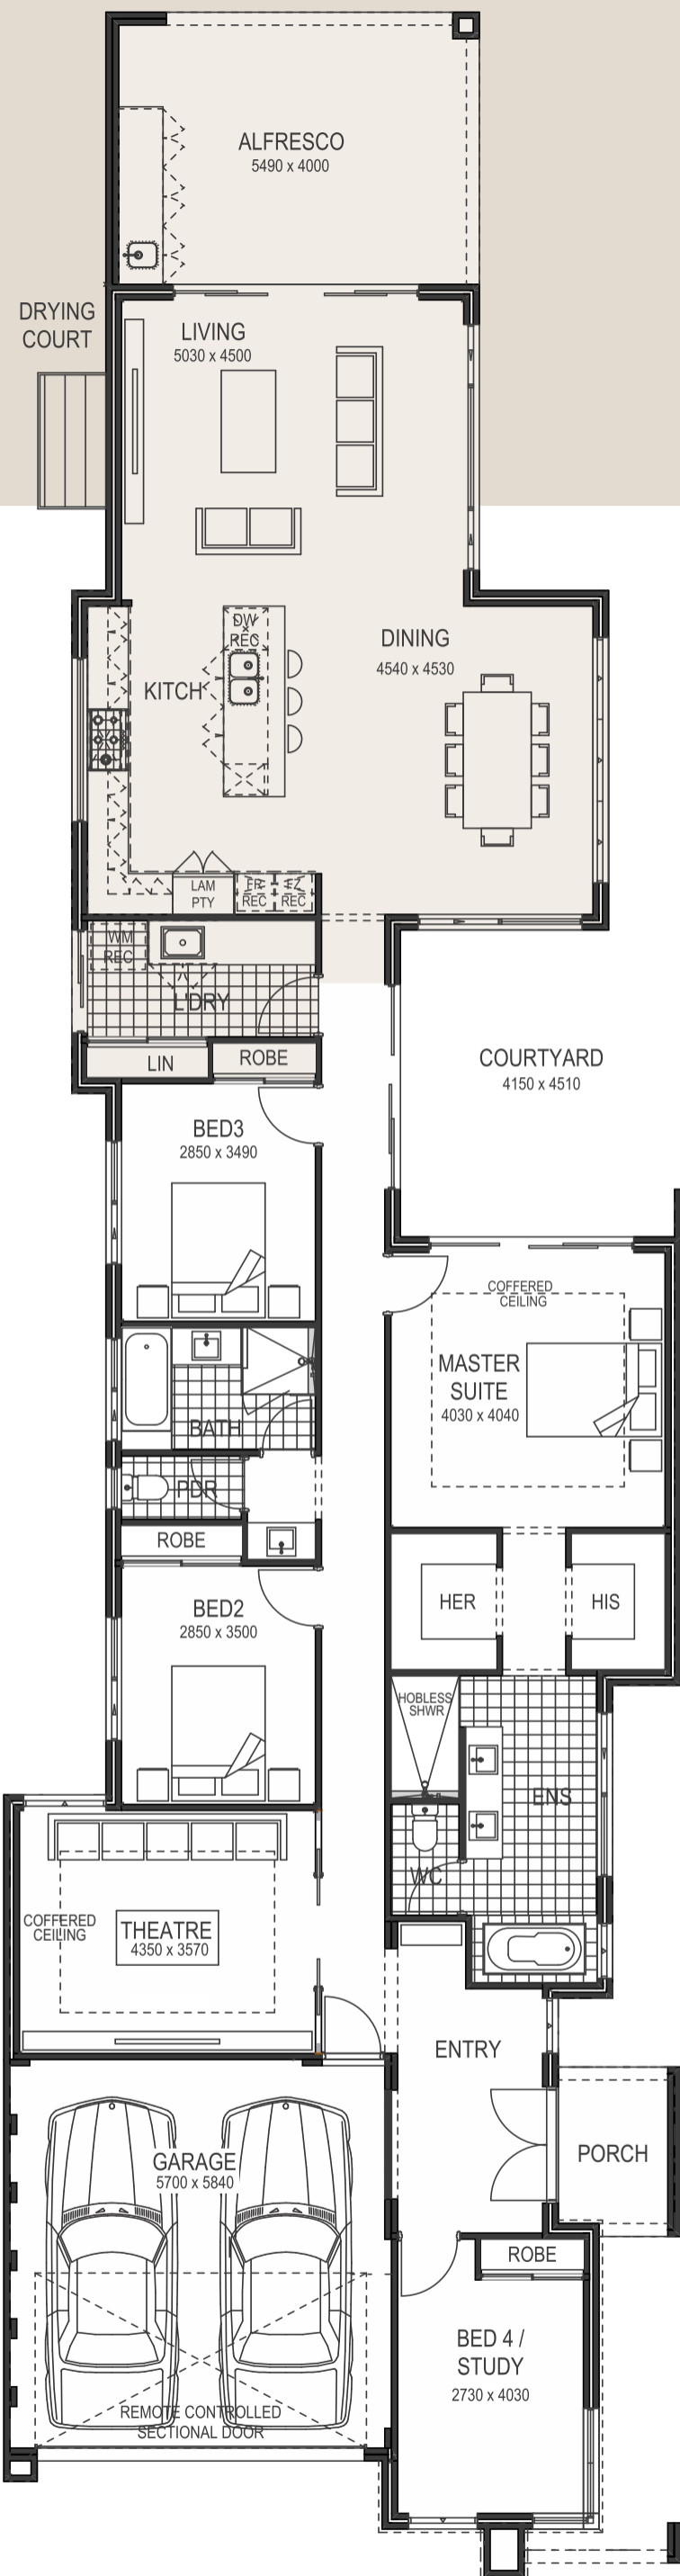 ALFRESCO
5490 x 4000
DRYING
COURT
LIVING
5030 x 4500
DW
REC
DINING
4540 x 4530
KITCH
LAM
PTY
FR
REC
FZ
REC
WM
REC
L'DRY
LIN
ROBE
COURTYARD
4150 x 4510
BED3
2850 x 3490
COFFERED
CEILING
MASTER
SUITE
4030 x 4040
BATH
PDR
ROBE
HER
HIS
BED2
2850 x 3500
HOBLESS
SHWR
ENS
WC
COFFERED
CEILING
THEATRE
4350 x 3570
ENTRY
PORCH
GARAGE
5700 x 5840
ROBE
BED 4 /
STUDY
2730 x 4030
REMOTE CONTROLLED
SECTIONAL DOOR